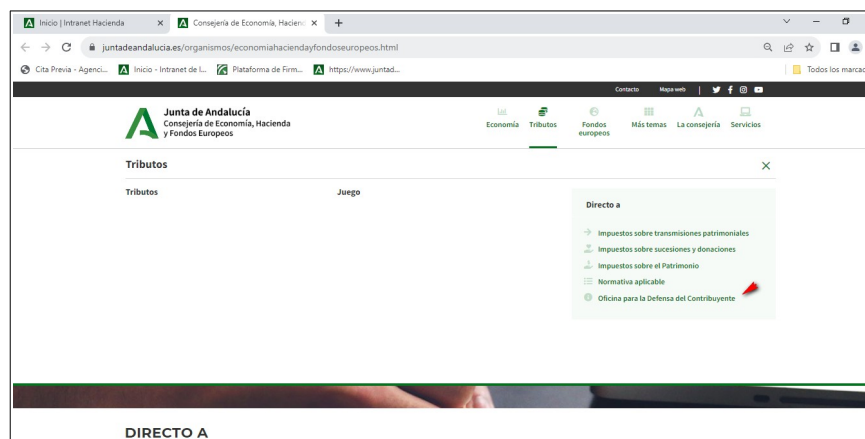 Inicio | Intranet Hacienda
Consejería de Economía, Haciend
juntadeandalucia.es/organismos/economiahaciendayfondoseuropeos.html
Cita Previa - Agenci...
Inicio - Intranet de l...
Plataforma de Firm...
https://www.juntad...
Todos los marcad
Contacto
Mapa web
Junta de Andalucía
Consejería de Economía, Hacienda
y Fondos Europeos
Economía
Tributos
Fondos
europeos
Más temas
La consejería
Servicios
Tributos
Tributos
Juego
Directo a
Impuestos sobre transmisiones patrimoniales
Impuestos sobre sucesiones y donaciones
Impuestos sobre el Patrimonio
Normativa aplicable
Oficina para la Defensa del Contribuyente
DIRECTO A